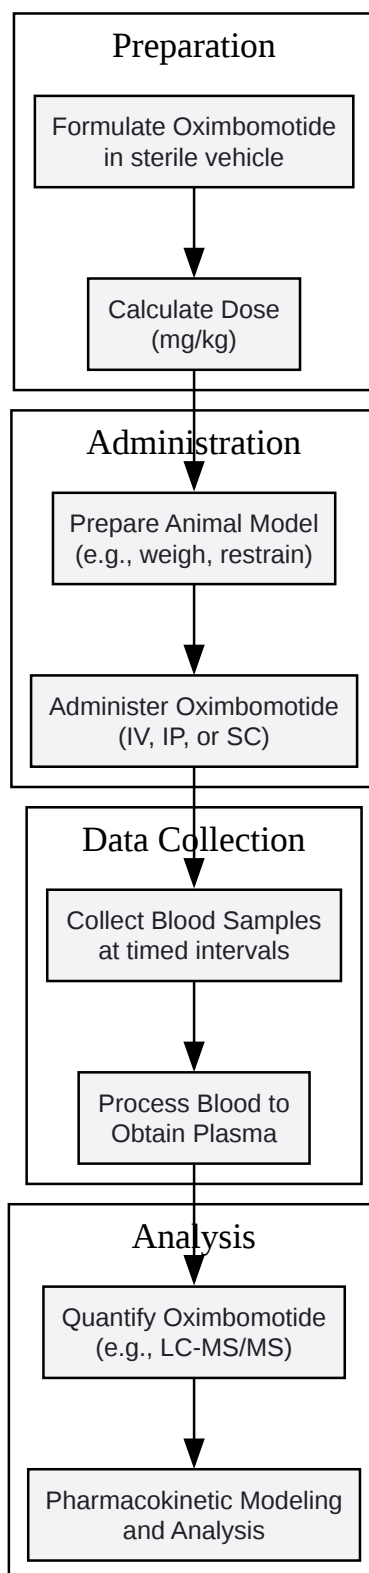 Preparation
Formulate Oximbomotide
in sterile vehicle
Calculate Dose
(mg/kg)
Administration
Prepare Animal Model
(e.g., weigh, restrain)
Administer Oximbomotide
(IV, IP, or SC)
Data Collection
Collect Blood Samples
at timed intervals
Process Blood to
Obtain Plasma
Analysis
Quantify Oximbomotide
(e.g., LC-MS/MS)
Pharmacokinetic Modeling
and Analysis